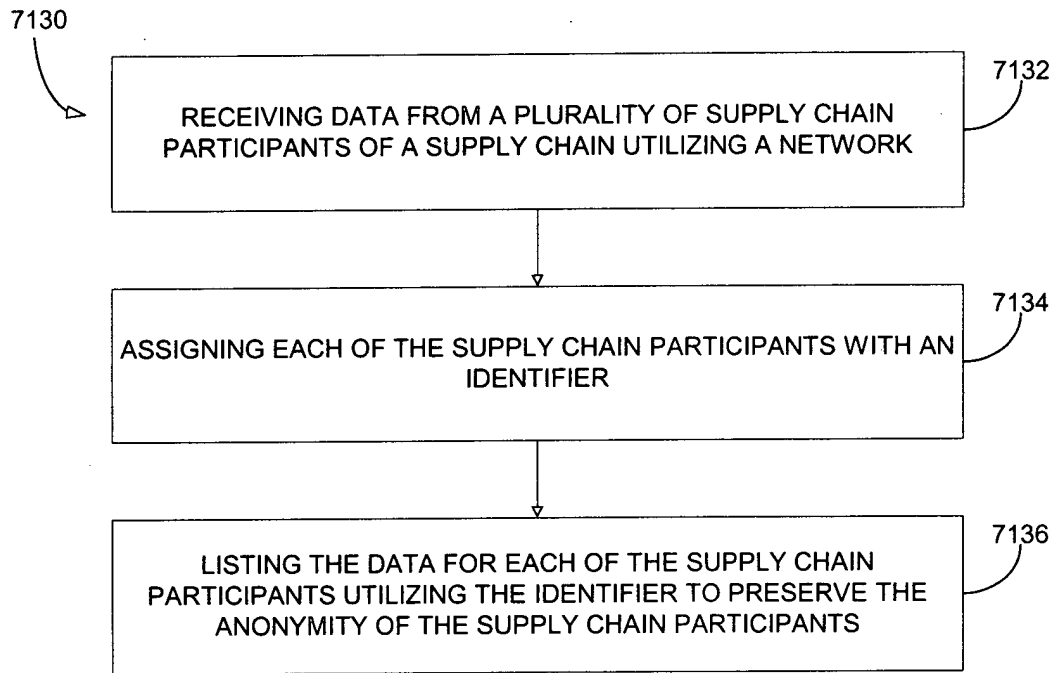 7130
7132
RECEIVING DATA FROM A PLURALITY OF SUPPLY CHAIN
PARTICIPANTS OF A SUPPLY CHAIN UTILIZING A NETWORK
7134
ASSIGNING EACH OF THE SUPPLY CHAIN PARTICIPANTS WITH AN
IDENTIFIER
7136
LISTING THE DATA FOR EACH OF THE SUPPLY CHAIN
PARTICIPANTS UTILIZING THE IDENTIFIER TO PRESERVE THE
ANONYMITY OF THE SUPPLY CHAIN PARTICIPANTS